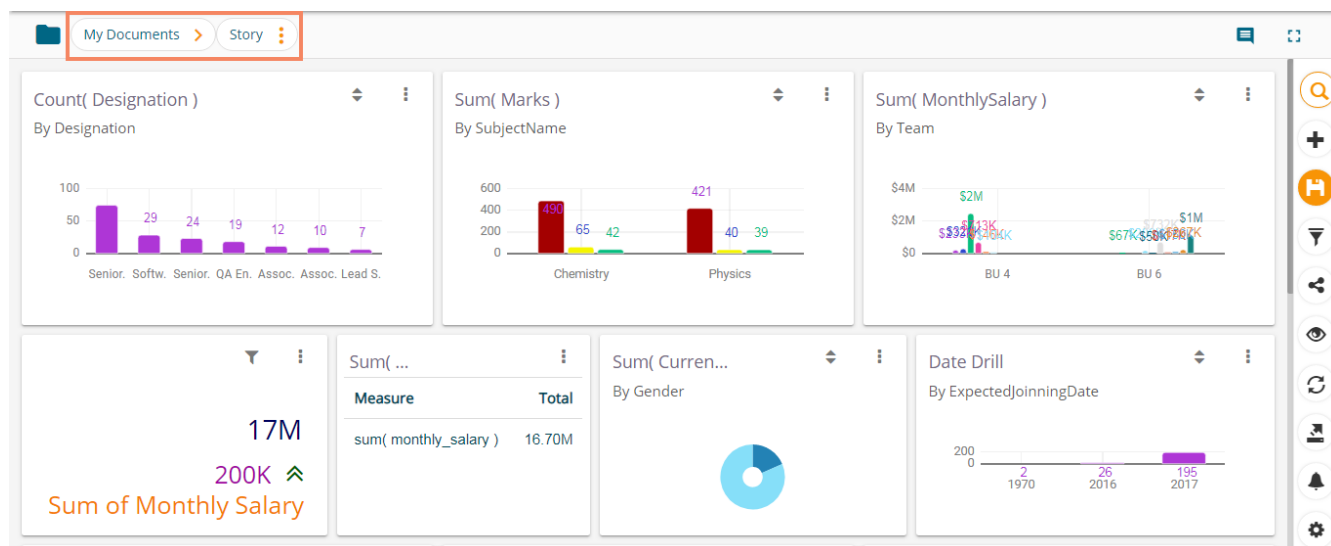 My Documents
Story
Count( Designation )
By Designation
100
50
0
29
24
19
12
10
7
Senior. Softw. Senior. QA En. Assoc. Assoc. Lead S.
Sum( Marks )
By SubjectName
600
400
200
0
490
65
42
421
40
39
Chemistry
Physics
Sum( MonthlySalary )
By Team
$4M
$2M
$0
$2M
$1M
$67K
BU 4
BU 6
17M
200K
Sum of Monthly Salary
Sum( ...
Measure Total
sum( monthly_salary ) 16.70M
Sum( Curren...
By Gender
Date Drill
By ExpectedJoinningDate
200
0
2
26
195
1970
2016
2017